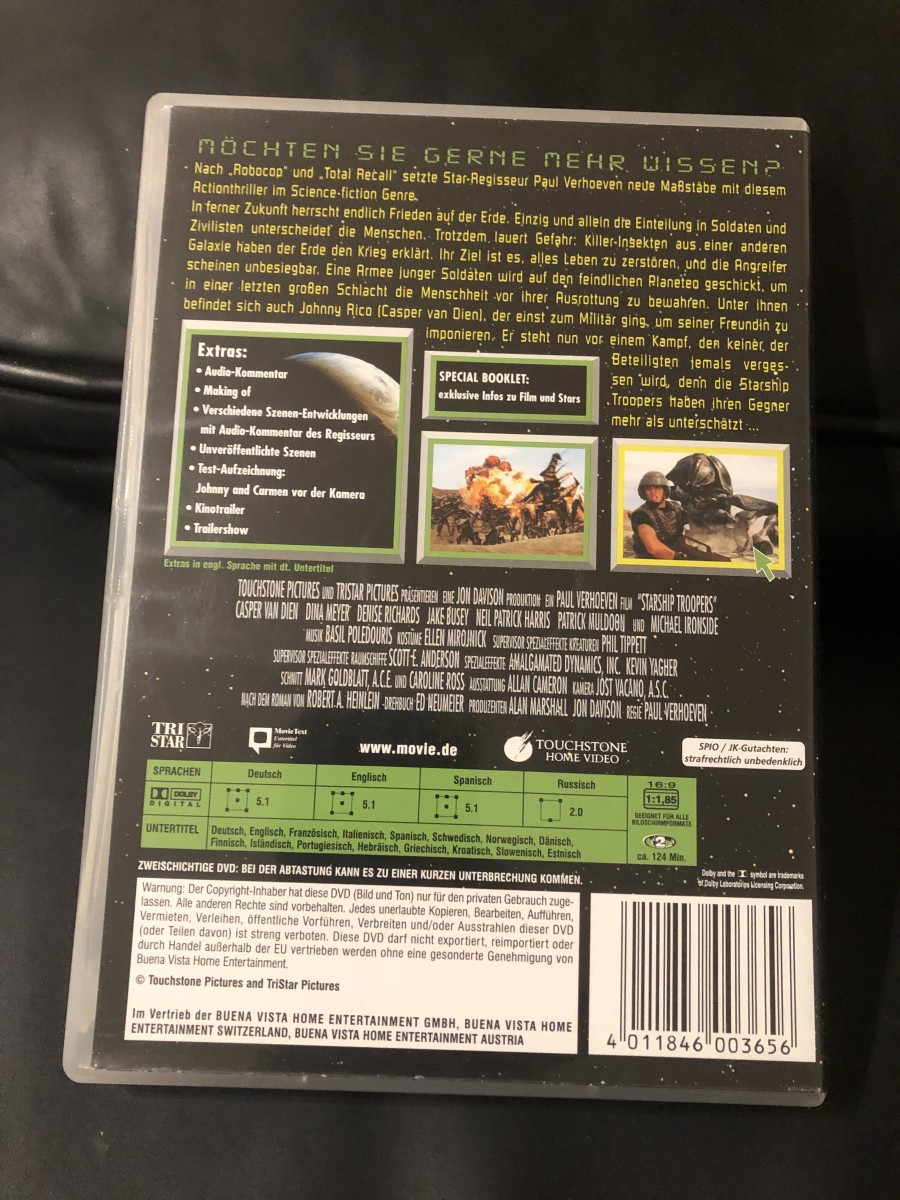 MÖCHTEN SIE GERNE MEHR WISSEN?
Nach „Robocop" und „Total Recall" setzte Star-Regisseur Paul Verhoeven neue Maßstäbe mit diesem
Actionthriller im Science-fiction Genre.
In ferner Zukunft herrscht endlich Frieden auf der Erde. Einzig und allein die Einteilung in Soldaten und
Zivilisten unterscheidet die Menschen. Trotzdem lauert Gefahr: Killer-Insekten aus einer anderen
Galaxie haben der Erde den Krieg erklärt. Ihr Ziel ist es, alles Leben zu zerstören, und die Angreifer
scheinen unbesiegbar. Eine Armee junger Soldaten wird auf den feindlichen Planeten geschickt, um
in einer letzten großen Schlacht die Menschheit vor ihrer Ausrottung zu bewahren. Unter ihnen
befindet sich auch Johnny Rico (Casper van Dien), der einst zum Militär ging, um seiner Freundin zu
imponieren. Er steht nun vor einem Kampf, den keiner der
Beteiligten jemals verges-
sen wird, denn die Starship
Troopers haben ihren Gegner
mehr als unterschätzt ...
Extras:
• Audio-Kommentar
• Making of
• Verschiedene Szenen-Entwicklungen
mit Audio-Kommentar des Regisseurs
• Unveröffentlichte Szenen
• Test-Aufzeichnung:
Johnny and Carmen vor der Kamera
• Kinotrailer
• Trailershow
SPECIAL BOOKLET:
exklusive Infos zu Film und Stars
Extras in engl. Sprache mit dt. Untertitel
TOUCHSTONE PICTURES UND TRISTAR PICTURES PRÄSENTIEREN EINE JON DAVISON PRODUKTION EIN PAUL VERHOEVEN FILM "STARSHIP TROOPERS"
CASPER VAN DIEN DINA MEYER DENISE RICHARDS JAKE BUSEY NEIL PATRICK HARRIS PATRICK MULDOON UND MICHAEL IRONSIDE
MUSIK BASIL POLEDOURIS KOSTÜME ELLEN MIROJNICK SUPERVISOR SPEZIALEFFEKTE KREATUREN PHIL TIPPETT
SUPERVISOR SPEZIALEFFEKTE RAUMSCHIFFE SCOTT E. ANDERSON SPEZIALEFFEKTE AMALGAMATED DYNAMICS, INC. KEVIN YAGHER
SCHNITT MARK GOLDBLATT, A.C.E. UND CAROLINE ROSS AUSSTATTUNG ALLAN CAMERON KAMERA JOST VACANO, A.S.C.
NACH DEM ROMAN VON ROBERT A. HEINLEIN DREHBUCH ED NEUMEIER PRODUZENTEN ALAN MARSHALL JON DAVISON REGIE PAUL VERHOEVEN
TRI STAR
MovieText
Untertitel
für Video
www.movie.de
TOUCHSTONE
HOME VIDEO
SPIO / JK-Gutachten:
strafrechtlich unbedenklich
SPRACHEN Deutsch Englisch Spanisch Russisch
DOLBY DIGITAL 5.1 5.1 5.1 2.0
UNTERTITEL Deutsch, Englisch, Französisch, Italienisch, Spanisch, Schwedisch, Norwegisch, Dänisch,
Finnisch, Isländisch, Portugiesisch, Hebräisch, Griechisch, Kroatisch, Slowenisch, Estnisch
16:9
1:1,85
GEEIGNET FÜR ALLE
BILDSCHIRMFORMATE
2
ca. 124 Min.
ZWEISCHICHTIGE DVD: BEI DER ABTASTUNG KANN ES ZU EINER KURZEN UNTERBRECHUNG KOMMEN.
Dolby and the symbol are trademarks
of Dolby Laboratories Licensing Corporation.
Warnung: Der Copyright-Inhaber hat diese DVD (Bild und Ton) nur für den privaten Gebrauch zuge-
lassen. Alle anderen Rechte sind vorbehalten. Jedes unerlaubte Kopieren, Bearbeiten, Aufführen,
Vermieten, Verleihen, öffentliche Vorführen, Verbreiten und/oder Ausstrahlen dieser DVD
(oder Teilen davon) ist streng verboten. Diese DVD darf nicht exportiert, reimportiert oder
durch Handel außerhalb der EU vertrieben werden ohne eine gesonderte Genehmigung von
Buena Vista Home Entertainment.
© Touchstone Pictures and TriStar Pictures
Im Vertrieb der BUENA VISTA HOME ENTERTAINMENT GMBH, BUENA VISTA HOME
ENTERTAINMENT SWITZERLAND, BUENA VISTA HOME ENTERTAINMENT AUSTRIA
4 011846 003656